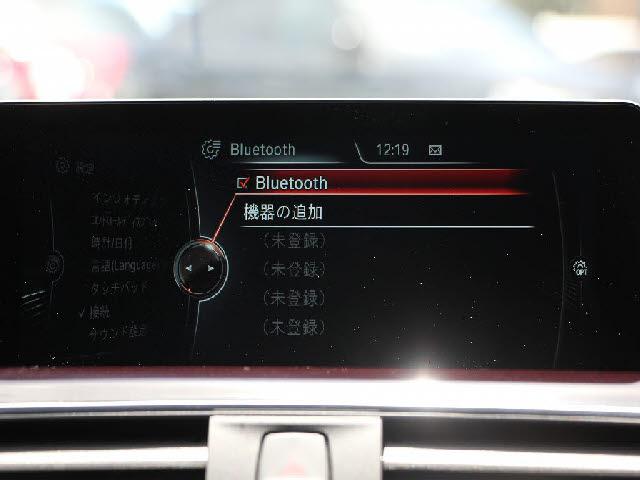 Bluetooth 12:19
設定
Bluetooth
機器の追加
(未登録)
(未登録)
(未登録)
(未登録)
時計/日付
言語(Language
タッチパッド
接続
サウンド設定
OPT